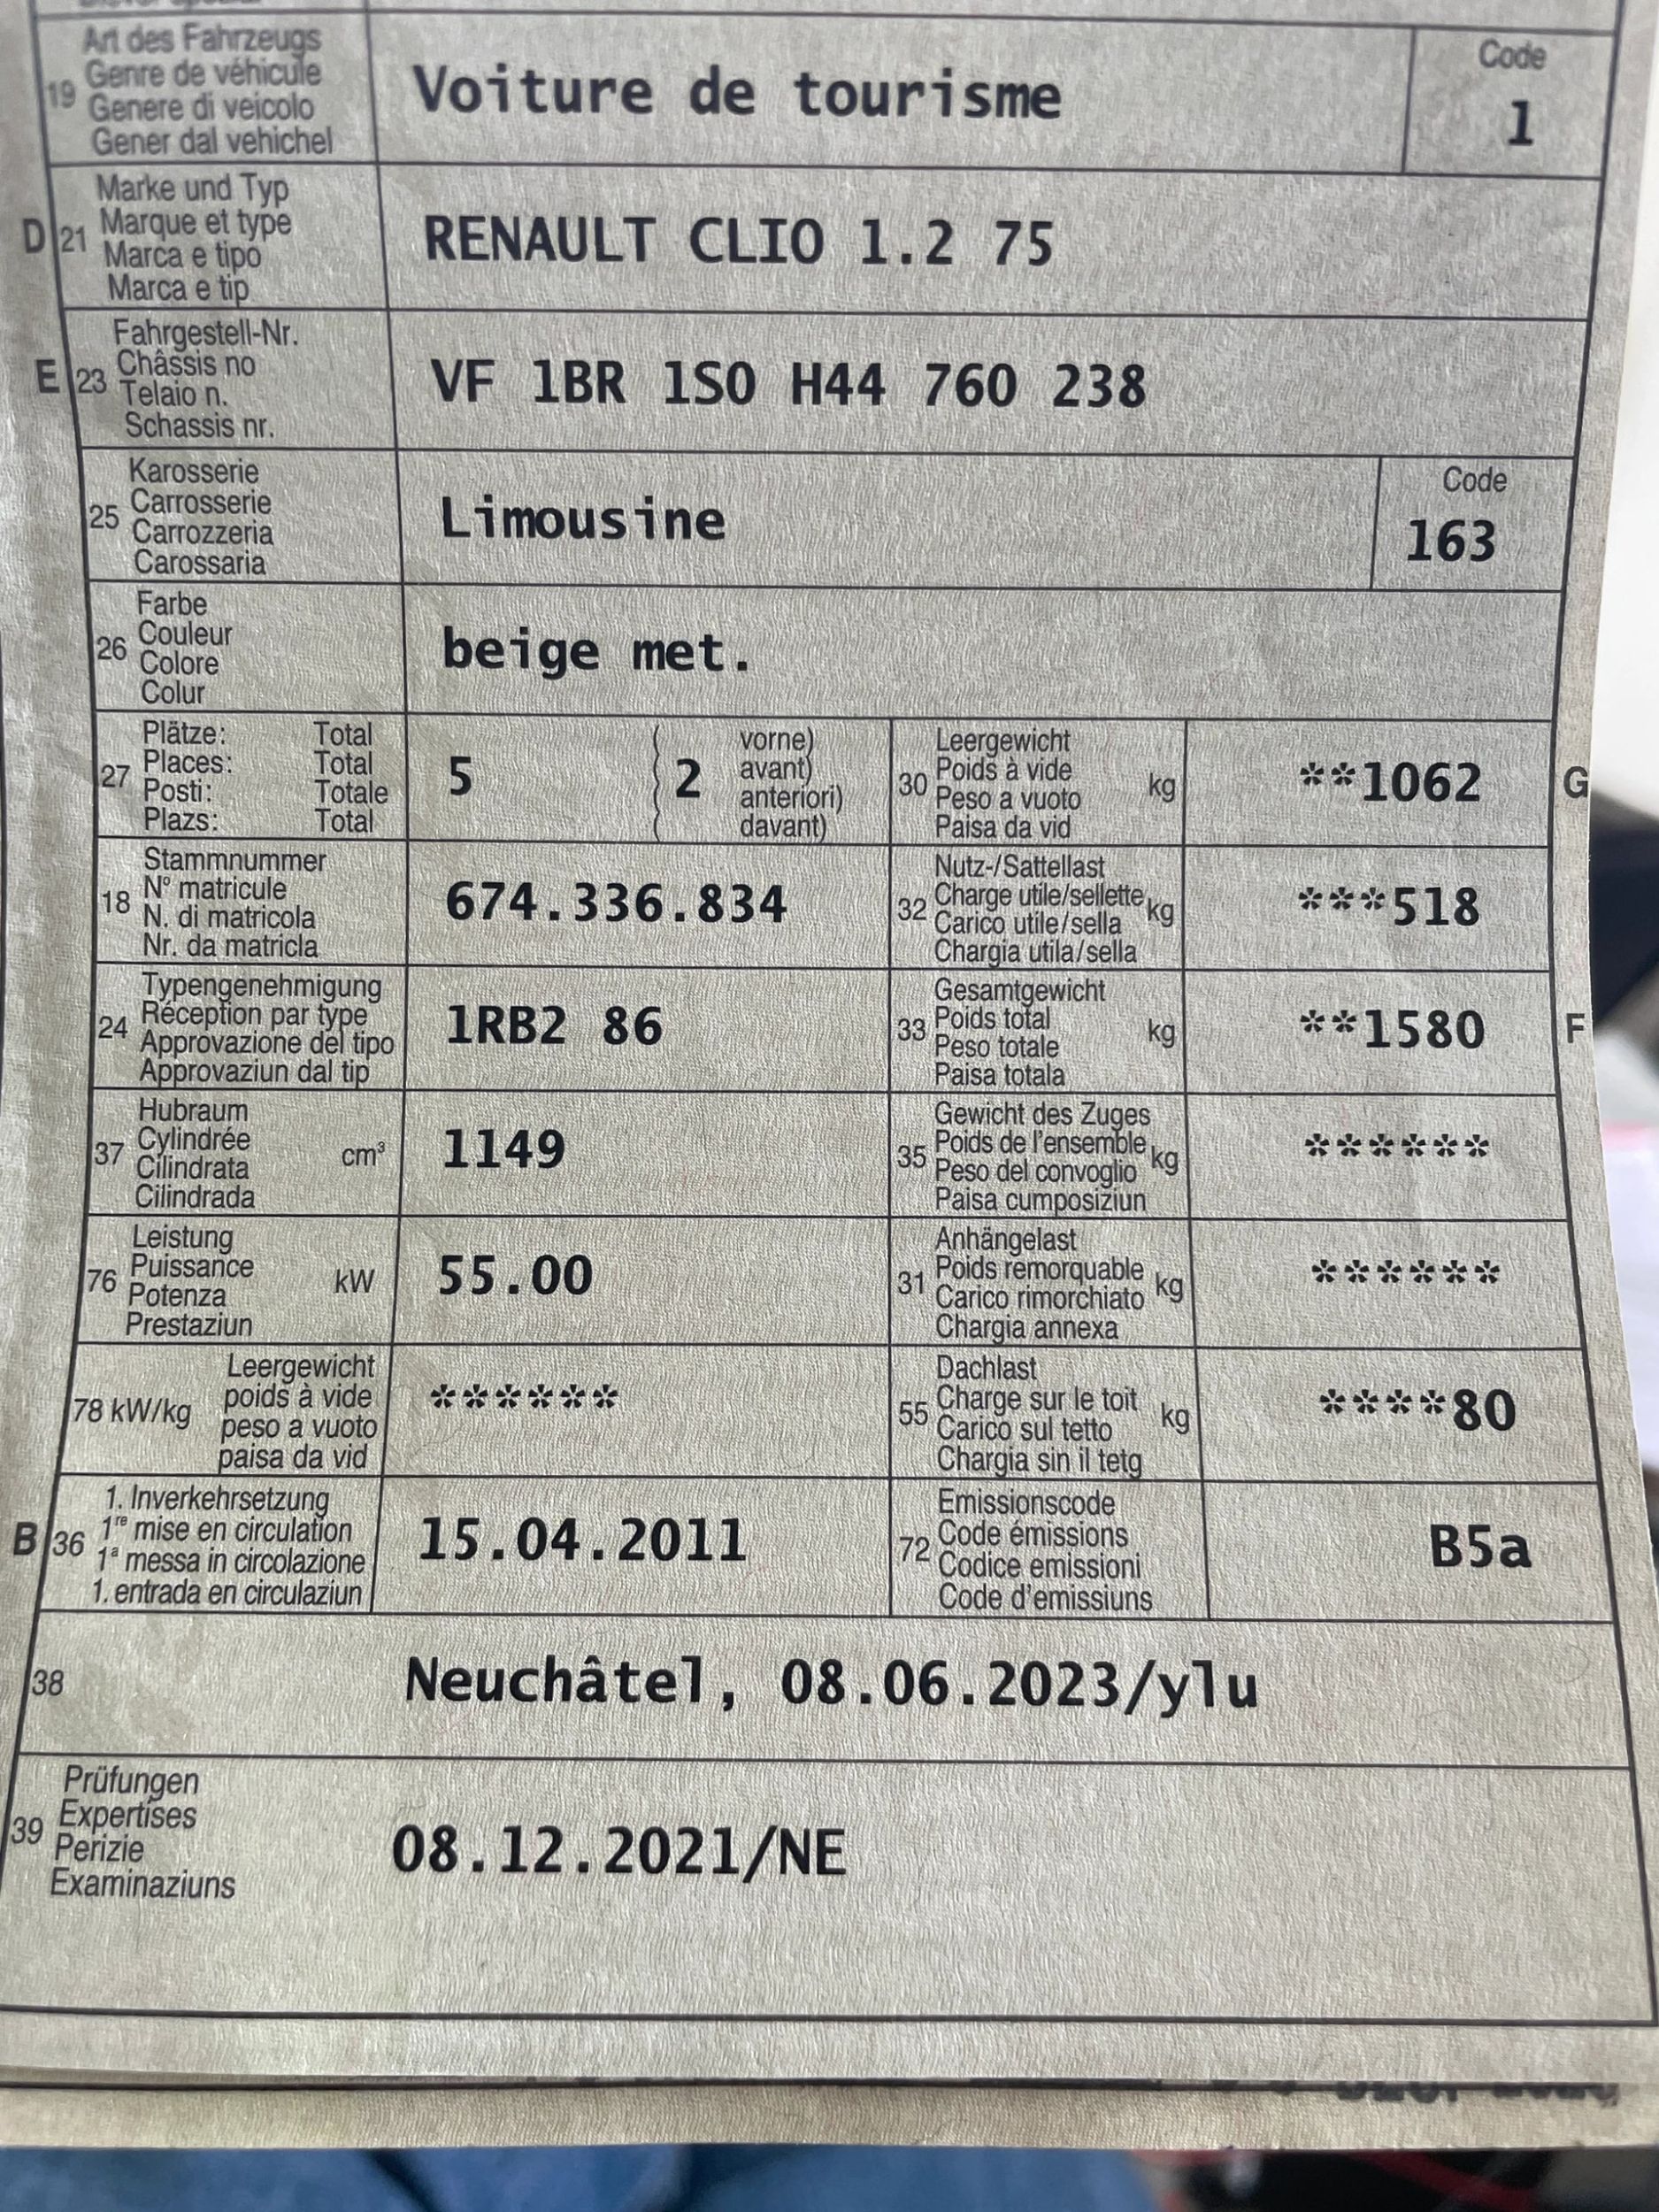 Art des Fahrzeugs
19 Genre de véhicule
Genere di veicolo
Gener dal vehichel
Voiture de tourisme
Code
1
Marke und Typ
D 21 Marque et type
Marca e tipo
Marca e tip
RENAULT CLIO 1.2 75
Fahrgestell-Nr.
E 23 Châssis no
Telaio n.
Schassis nr.
VF 1BR 1S0 H44 760 238
Karosserie
25 Carrosserie
Carrozzeria
Carossaria
Limousine
Code
163
Farbe
26 Couleur
Colore
Colur
beige met.
Plätze: Total
27 Places: Total
Posti: Totale
Plazs: Total
5
2
vorne)
avant)
anteriori)
davant)
Leergewicht
30 Poids à vide kg
Peso a vuoto
Paisa da vid
**1062 G
Stammnummer
18 N° matricule
N. di matricola
Nr. da matricla
674.336.834
Nutz-/Sattellast
32 Charge utile/sellette kg
Carico utile/sella
Chargia utila/sella
***518
Typengenehmigung
24 Réception par type
Approvazione del tipo
Approvaziun dal tip
1RB2 86
Gesamtgewicht
33 Poids total kg
Peso totale
Paisa totala
**1580 F
Hubraum
37 Cylindrée cm³
Cilindrata
Cilindrada
1149
Gewicht des Zuges
35 Poids de l'ensemble kg
Peso del convoglio
Paisa cumposiziun
******
Leistung
76 Puissance kW
Potenza
Prestaziun
55.00
Anhängelast
31 Poids remorquable kg
Carico rimorchiato
Chargia annexa
******
Leergewicht
78 kW/kg poids à vide
peso a vuoto
paisa da vid
******
Dachlast
55 Charge sur le toit kg
Carico sul tetto
Chargia sin il tetg
****80
1. Inverkehrsetzung
B 36 1re mise en circulation
1a messa in circolazione
1. entrada en circulaziun
15.04.2011
Emissionscode
72 Code émissions
Codice emissioni
Code d'emissiuns
B5a
38 Neuchâtel, 08.06.2023/ylu
Prüfungen
39 Expertises
Perizie
Examinaziuns
08.12.2021/NE